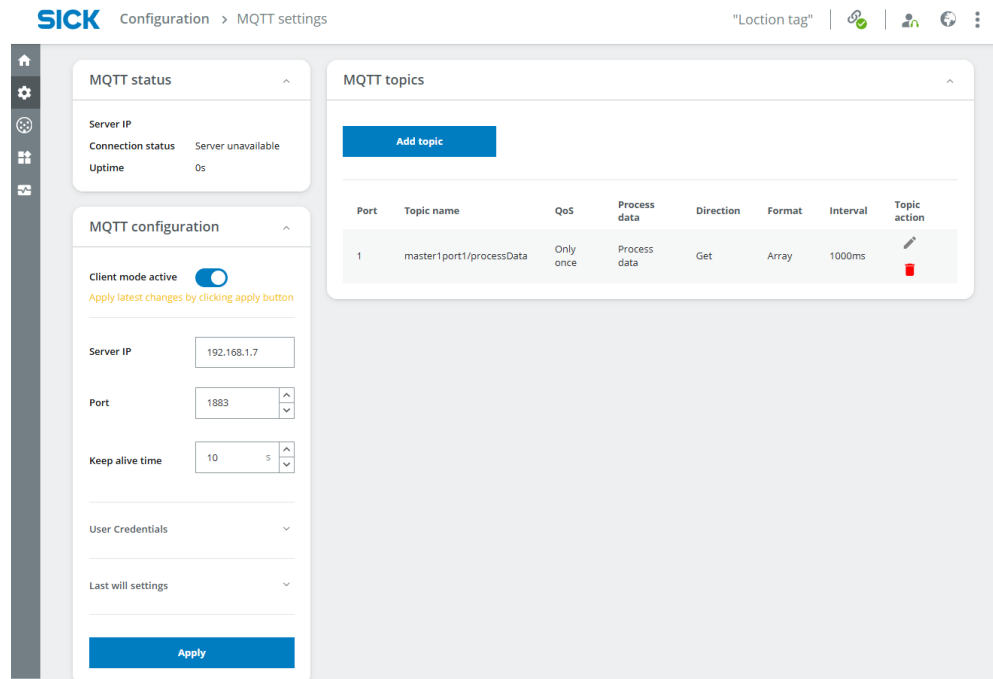 SICK Configuration > MQTT settings "Loction tag"
MQTT status
Server IP
Connection status Server unavailable
Uptime 0s
MQTT configuration
Client mode active
Apply latest changes by clicking apply button
Server IP 192.168.1.7
Port 1883
Keep alive time 10 s
User Credentials
Last will settings
Apply
MQTT topics
Add topic
Port Topic name QoS Process data Direction Format Interval Topic action
1 master1port1/processData Only once Process data Get Array 1000ms